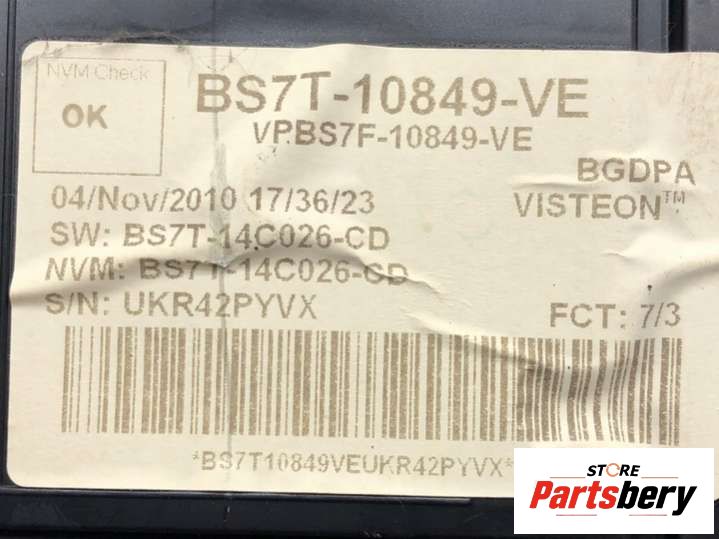 NVM Check
OK
BS7T-10849-VE
VP.BS7F-10849-VE
BGDPA
04/Nov/2010 17/36/23
VISTEON™
SW: BS7T-14C026-CD
NVM: BS7T-14C026-CD
S/N: UKR42PYVX
FCT: 7/3
*BS7T10849VEUKR42PYVX*
STORE
Partsbery